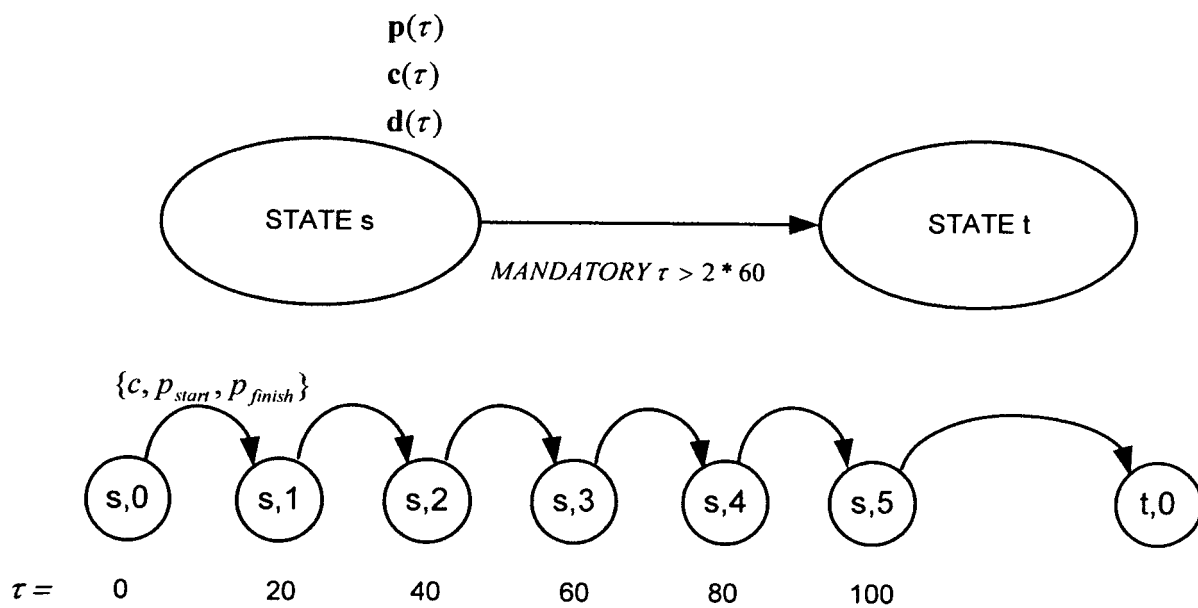 p(τ)
c(τ)
d(τ)
STATE s
STATE t
MANDATORY τ > 2 * 60
{c, p_start, p_finish}
s,0 s,1 s,2 s,3 s,4 s,5 t,0
τ = 0 20 40 60 80 100